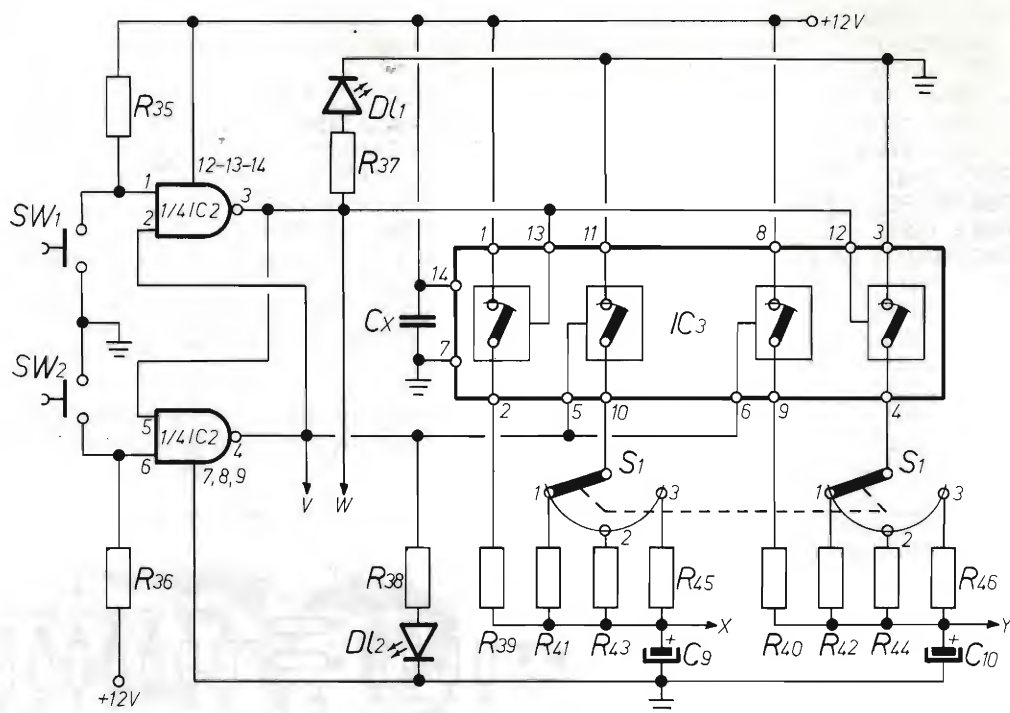 +12V
R35
Dl1
R37
12-13-14
1
2
1/4IC2
3
SW1
1
13
11
8
12
3
14
CX
7
IC3
SW2
5
6
1/4IC2
4
7,8,9
2
5
10
6
9
4
V
W
S1
1
2
3
S1
1
2
3
R36
R38
R45
R46
Dl2
R39
R41
R43
X
C9
+
R40
R42
R44
Y
C10
+
+12V